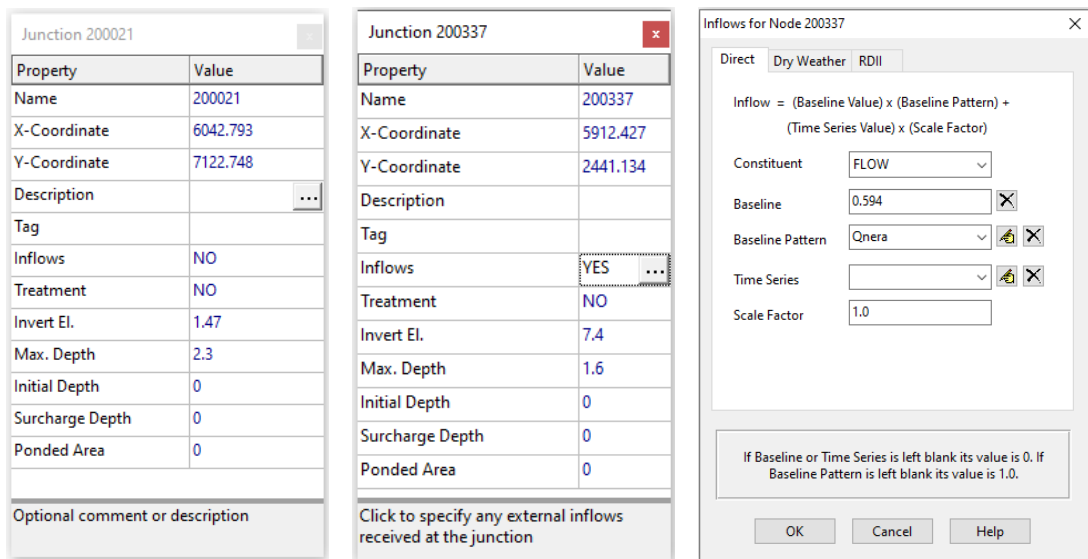 Junction 200021
x
Property Value
Name 200021
X-Coordinate 6042.793
Y-Coordinate 7122.748
Description ...
Tag
Inflows NO
Treatment NO
Invert El. 1.47
Max. Depth 2.3
Initial Depth 0
Surcharge Depth 0
Ponded Area 0
Optional comment or description
Junction 200337
x
Property Value
Name 200337
X-Coordinate 5912.427
Y-Coordinate 2441.134
Description
Tag
Inflows YES ...
Treatment NO
Invert El. 7.4
Max. Depth 1.6
Initial Depth 0
Surcharge Depth 0
Ponded Area 0
Click to specify any external inflows
received at the junction
Inflows for Node 200337
Direct Dry Weather RDII
Inflow = (Baseline Value) x (Baseline Pattern) +
(Time Series Value) x (Scale Factor)
Constituent FLOW
Baseline 0.594
Baseline Pattern Qnera
Time Series
Scale Factor 1.0
If Baseline or Time Series is left blank its value is 0. If
Baseline Pattern is left blank its value is 1.0.
OK Cancel Help